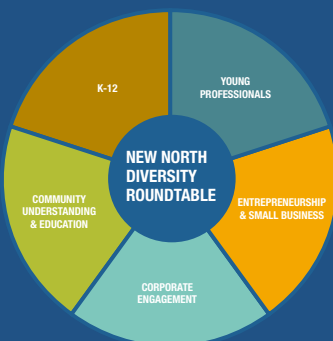 K-12
YOUNG
PROFESSIONALS
NEW NORTH
DIVERSITY
ROUNDTABLE
COMMUNITY
UNDERSTANDING
& EDUCATION
ENTREPRENEURSHIP
& SMALL BUSINESS
CORPORATE
ENGAGEMENT